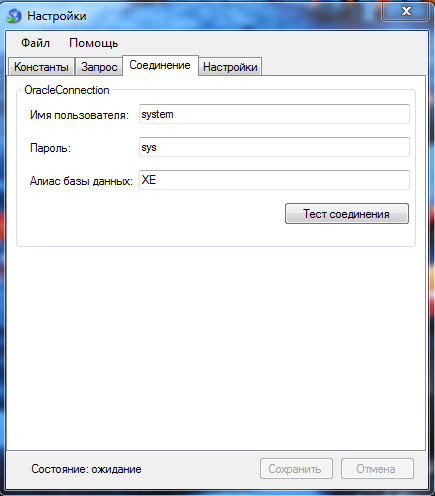 Настройки
Файл Помощь
Константы Запрос Соединение Настройки
OracleConnection
Имя пользователя: system
Пароль: sys
Алиас базы данных: XE
Тест соединения
Состояние: ожидание Сохранить Отмена